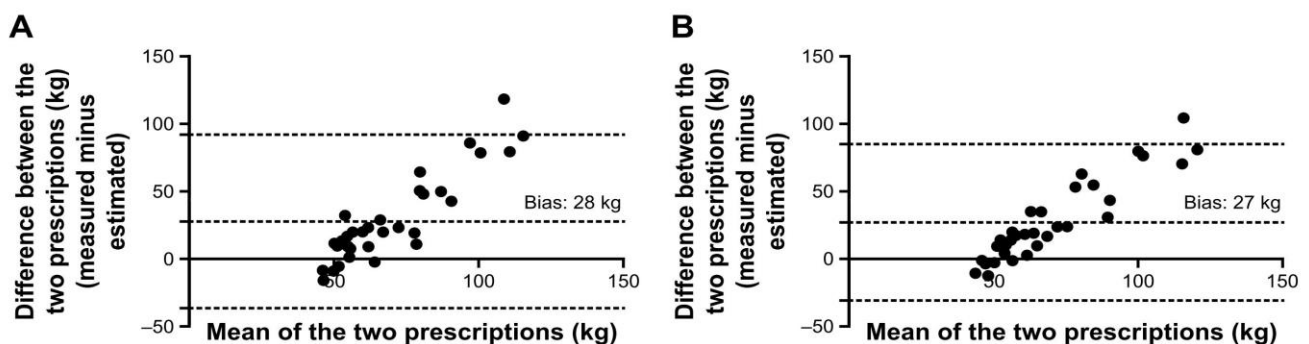 A
Difference between the
two prescriptions (kg)
(measured minus
estimated)
150
100
50
0
–50
50
100
150
Bias: 28 kg
Mean of the two prescriptions (kg)
B
Difference between the
two prescriptions (kg)
(measured minus
estimated)
150
100
50
0
–50
50
100
150
Bias: 27 kg
Mean of the two prescriptions (kg)